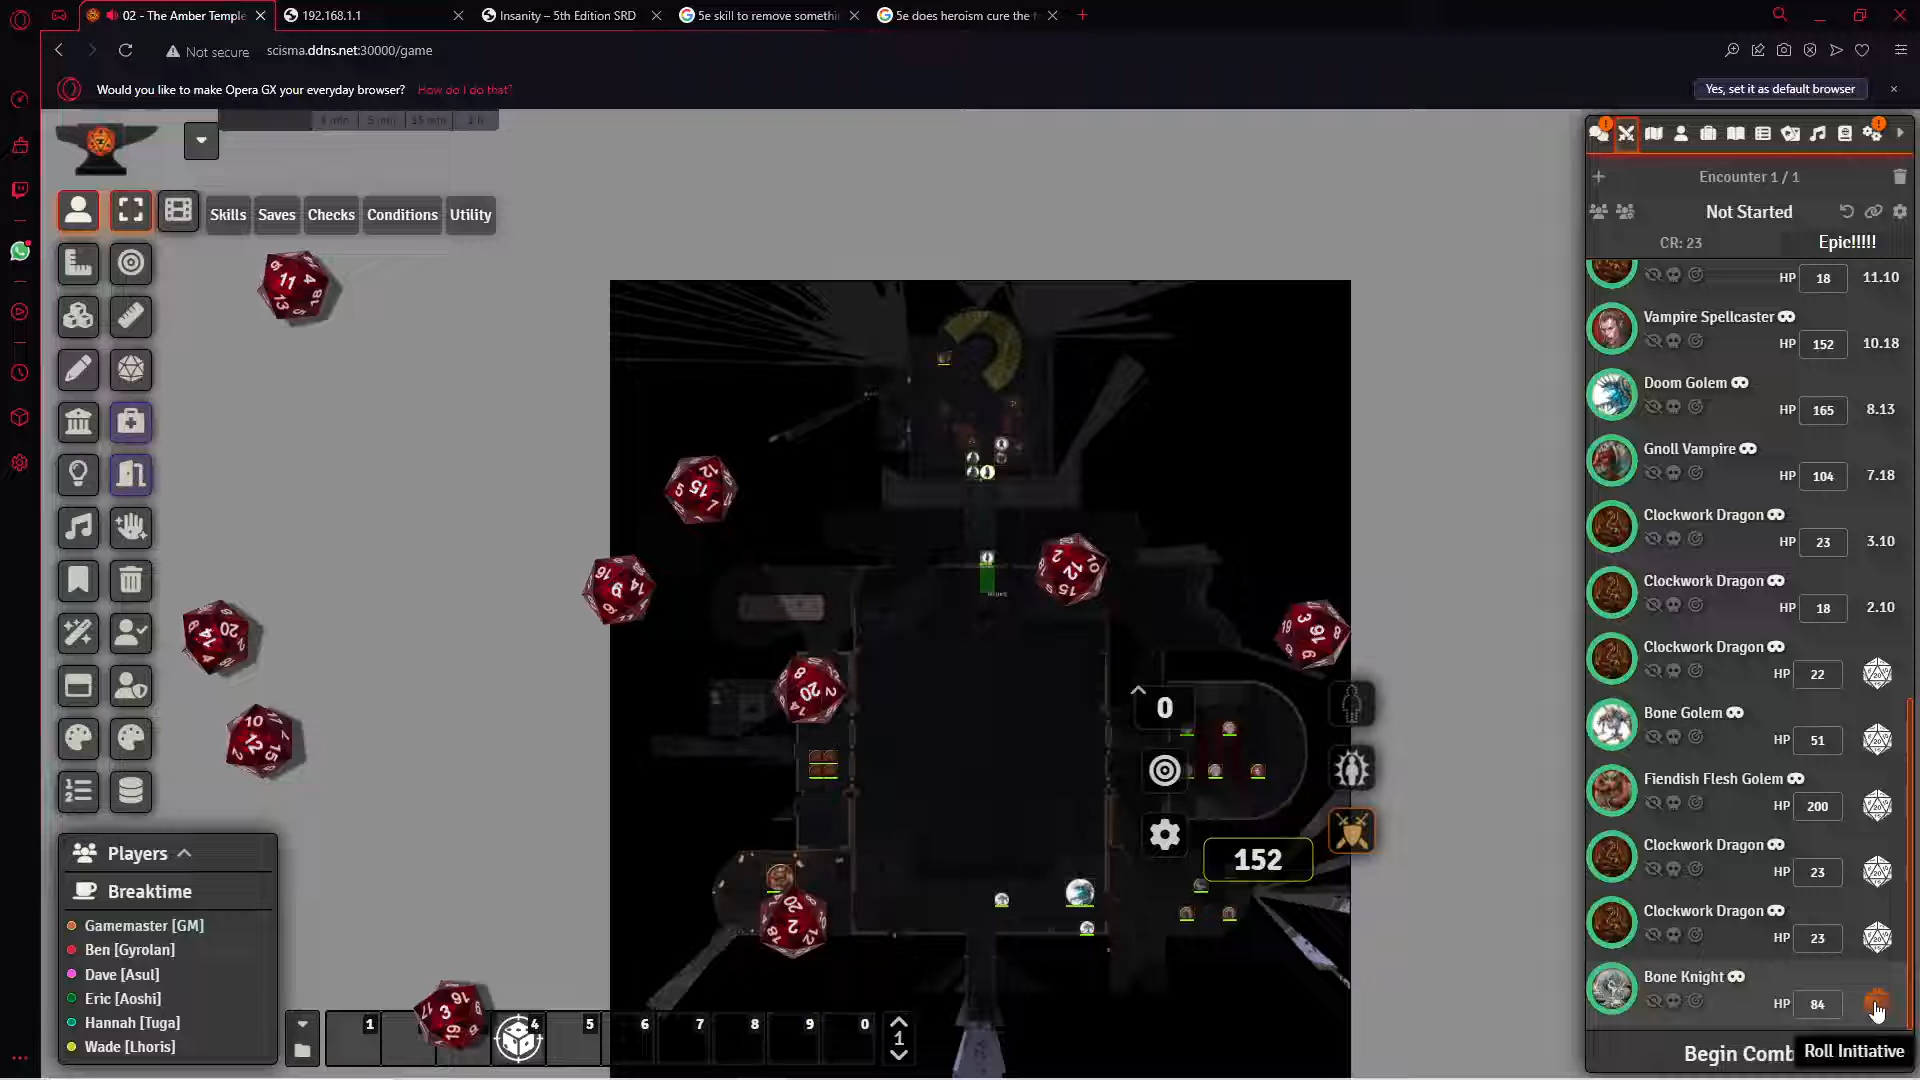 02 - The Amber Temple
192.168.1.1
Insanity – 5th Edition SRD
5e skill to remove somethi
5e does heroism cure the
Not secure
scisma.ddns.net:30000/game
Would you like to make Opera GX your everyday browser? How do I do that?
Yes, set it as default browser
5 min 15 min 1 h
Encounter 1 / 1
Not Started
CR: 23 Epic!!!!!
Skills Saves Checks Conditions Utility
HP 18 11.10
Vampire Spellcaster
HP 152 10.18
Doom Golem
HP 165 8.13
Gnoll Vampire
HP 104 7.18
Clockwork Dragon
HP 23 3.10
Clockwork Dragon
HP 18 2.10
Clockwork Dragon
HP 22
Bone Golem
HP 51
Fiendish Flesh Golem
HP 200
Clockwork Dragon
HP 23
Clockwork Dragon
HP 23
Bone Knight
HP 84
Begin Comb
Roll Initiative
0
152
Players
Breaktime
Gamemaster [GM]
Ben [Gyrolan]
Dave [Asul]
Eric [Aoshi]
Hannah [Tuga]
Wade [Lhoris]
1 4 5 6 7 8 9 0
1